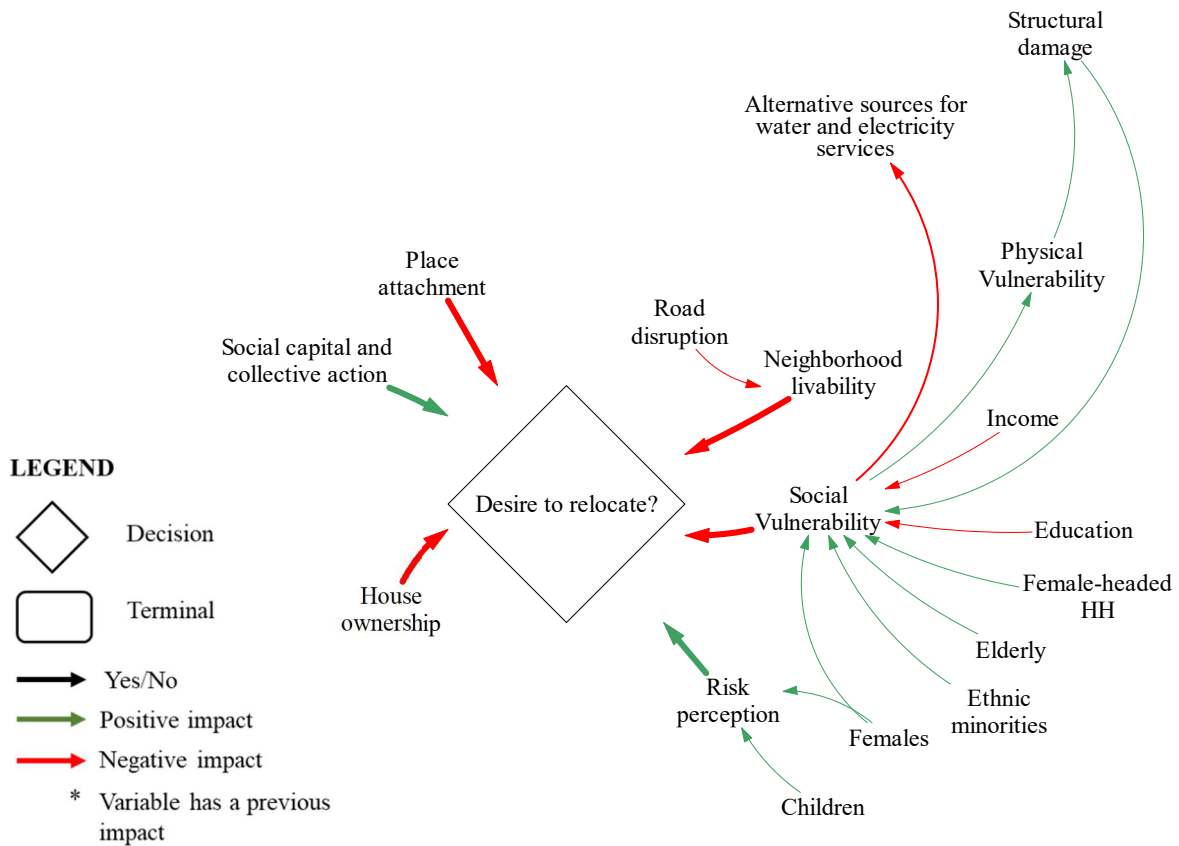 Structural
damage
Alternative sources for
water and electricity
services
Physical
Vulnerability
Place
attachment
Road
disruption
Social capital and
collective action
Neighborhood
livability
Income
LEGEND
Decision
Desire to relocate?
Social
Vulnerability
Education
Female-headed
HH
Terminal
House
ownership
Elderly
Yes/No
Risk
perception
Ethnic
minorities
Positive impact
Females
Negative impact
* Variable has a previous
impact
Children